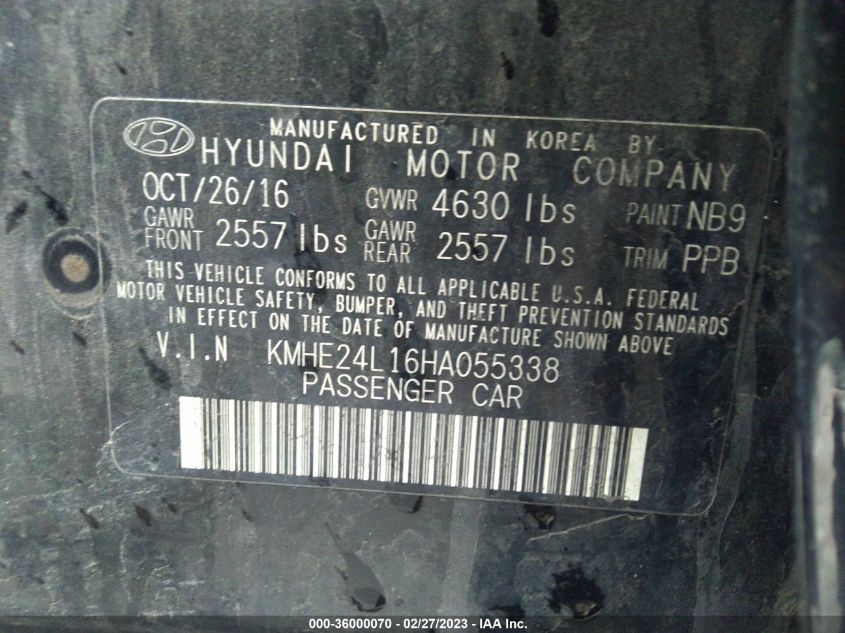 MANUFACTURED IN KOREA BY
HYUNDAI MOTOR COMPANY
OCT/26/16 GVWR 4630 lbs PAINT NB9
GAWR FRONT 2557 lbs GAWR REAR 2557 lbs TRIM PPB
THIS VEHICLE CONFORMS TO ALL APPLICABLE U.S.A. FEDERAL
MOTOR VEHICLE SAFETY, BUMPER, AND THEFT PREVENTION STANDARDS
IN EFFECT ON THE DATE OF MANUFACTURE SHOWN ABOVE
V.I.N KMHE24L16HA055338
PASSENGER CAR
000-36000070 - 02/27/2023 - IAA Inc.